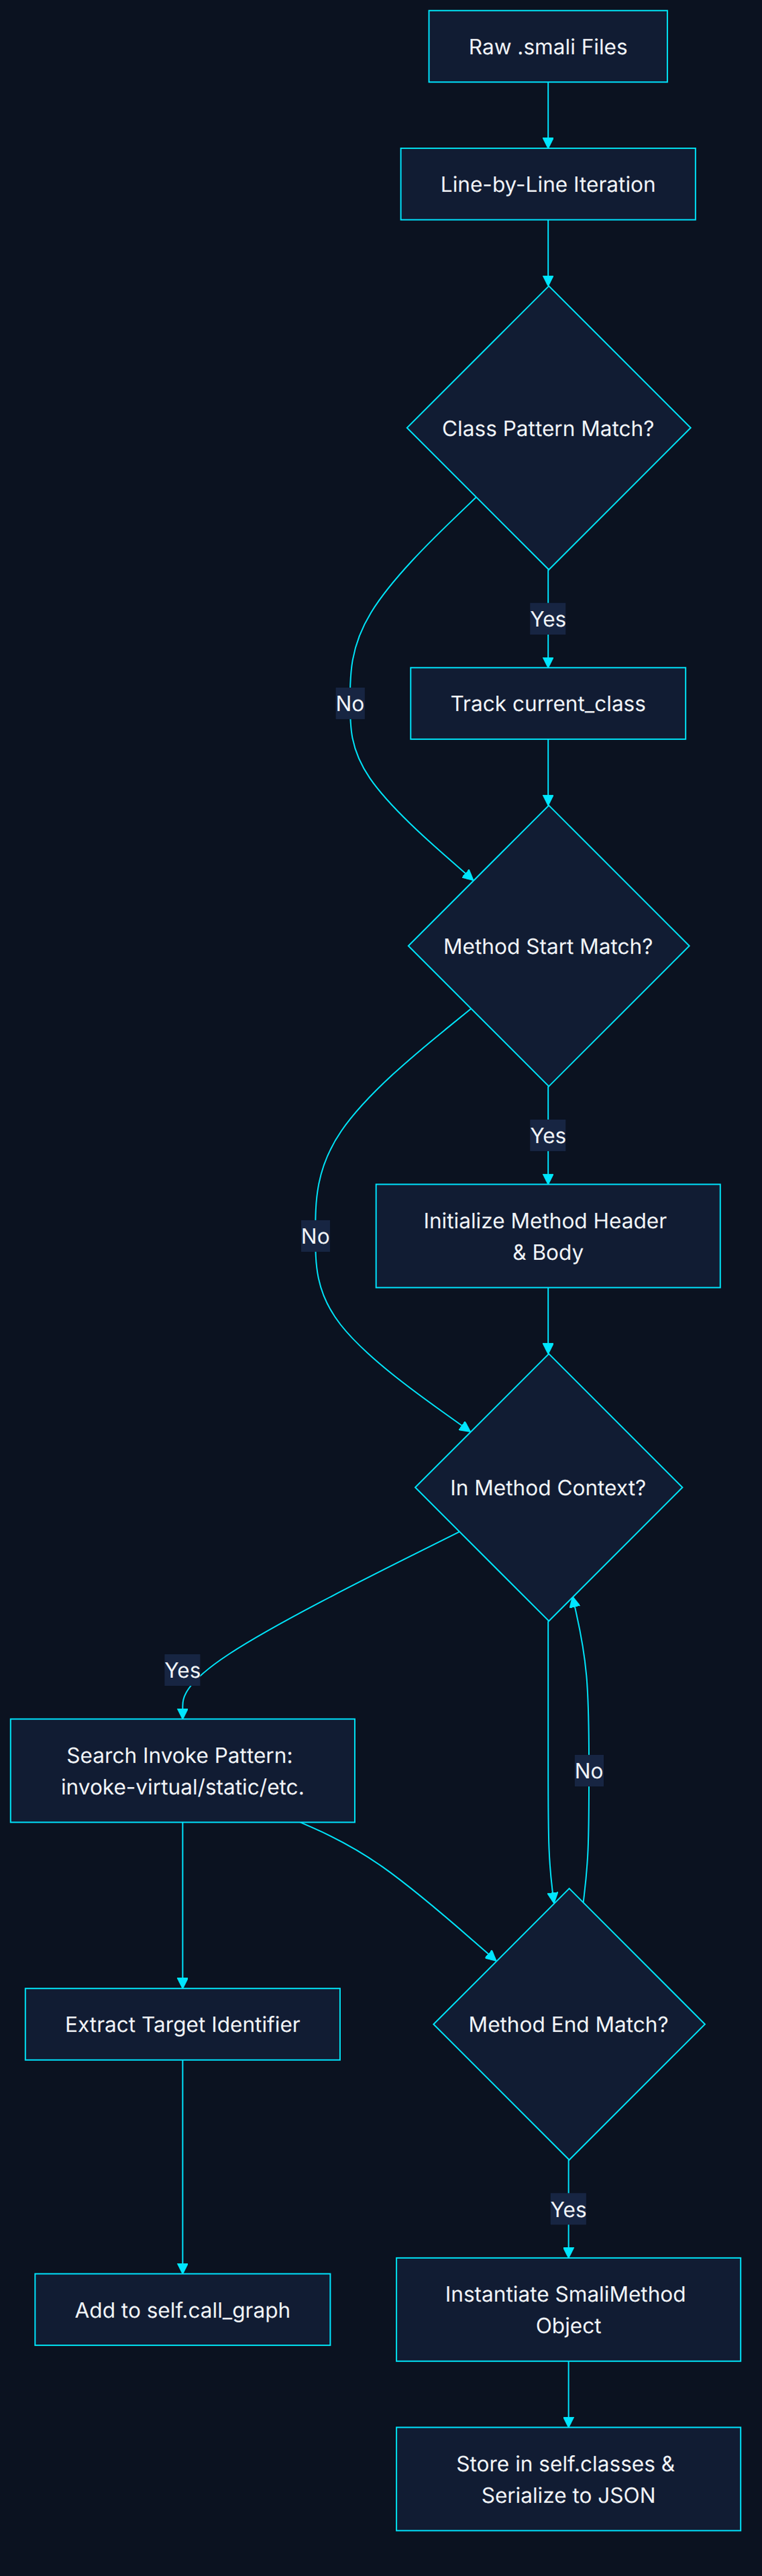 Raw .smali Files
Line-by-Line Iteration
Class Pattern Match?
Yes
No
Track current_class
Method Start Match?
Yes
No
Initialize Method Header
& Body
In Method Context?
Yes
Search Invoke Pattern:
invoke-virtual/static/etc.
No
Extract Target Identifier
Method End Match?
Yes
Add to self.call_graph
Instantiate SmaliMethod
Object
Store in self.classes &
Serialize to JSON